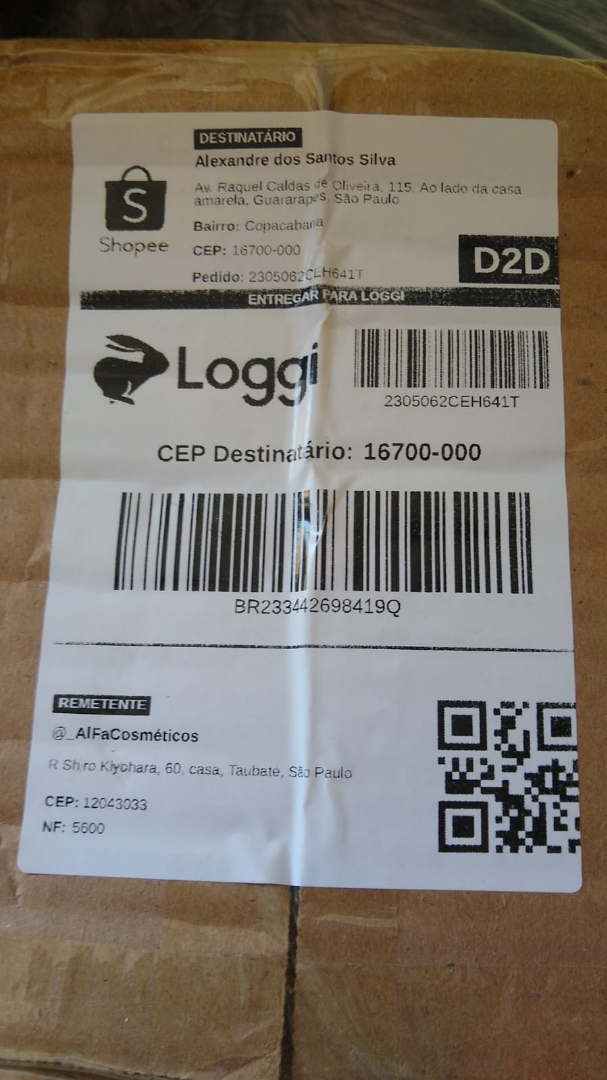 DESTINATÁRIO
Alexandre dos Santos Silva
Av. Raquel Caldas de Oliveira, 115, Ao lado da casa
amarela, Guararapes, São Paulo
Bairro: Copacabana
CEP: 16700-000
Pedido: 2305062CEH641T
S
Shopee
D2D
ENTREGAR PARA LOGGI
Loggi
2305062CEH641T
CEP Destinatário: 16700-000
BR233442698419Q
REMETENTE
@_AlFaCosméticos
R Shiro Kiyohara, 60, casa, Taubate, São Paulo
CEP: 12043033
NF: 5600